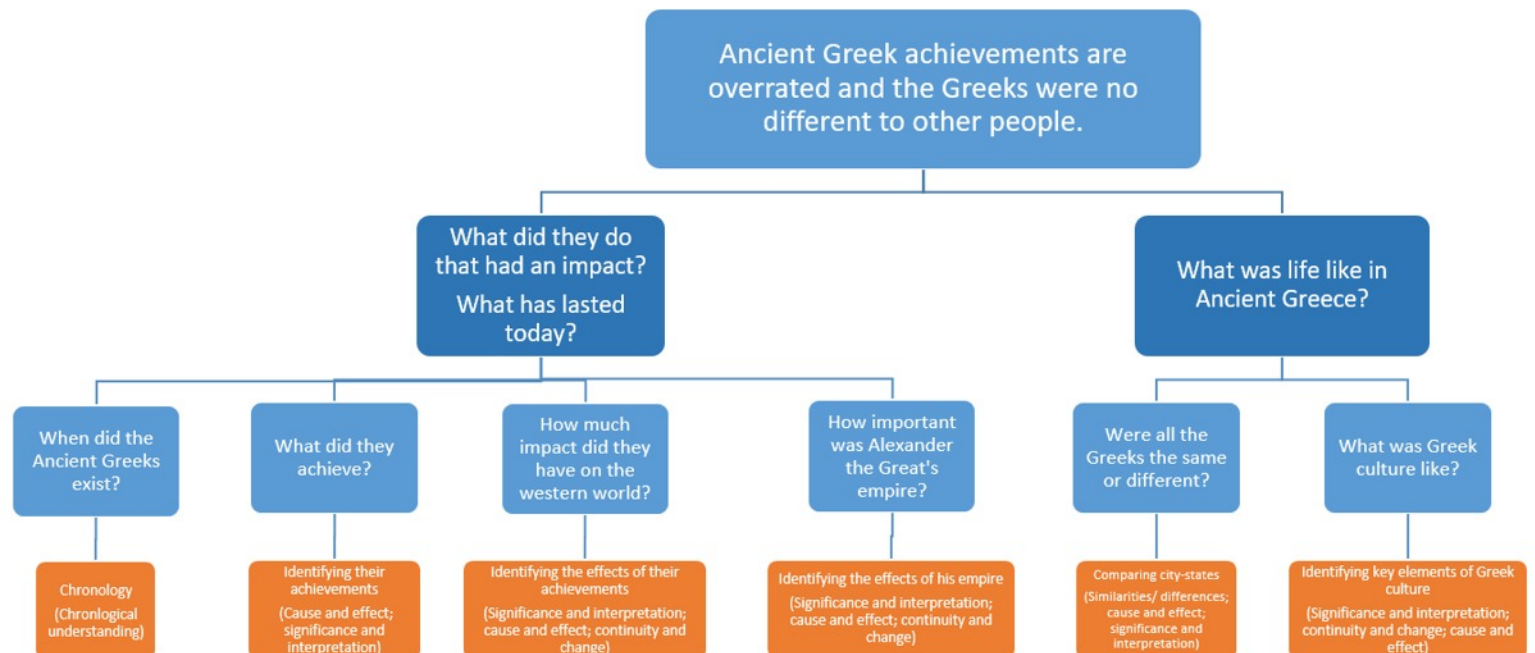 Ancient Greek achievements are
overrated and the Greeks were no
different to other people.
What did they do
that had an impact?
What has lasted
today?
What was life like in
Ancient Greece?
When did the
Ancient Greeks
exist?
What did they
achieve?
How much
impact did they
have on the
western world?
How important
was Alexander
the Great's
empire?
Were all the
Greeks the same
or different?
What was Greek
culture like?
Chronology
(Chronlogical
understanding)
Identifying their
achievements
(Cause and effect;
significance and
interpretation)
Identifying the effects of their
achievements
(Significance and interpretation;
cause and effect; continuity and
change)
Identifying the effects of his empire
(Significance and interpretation;
cause and effect; continuity and
change)
Comparing city-states
(Similarities/ differences;
cause and effect;
significance and
interpretation)
Identifying key elements of Greek
culture
(Significance and interpretation;
continuity and change; cause and
effect)